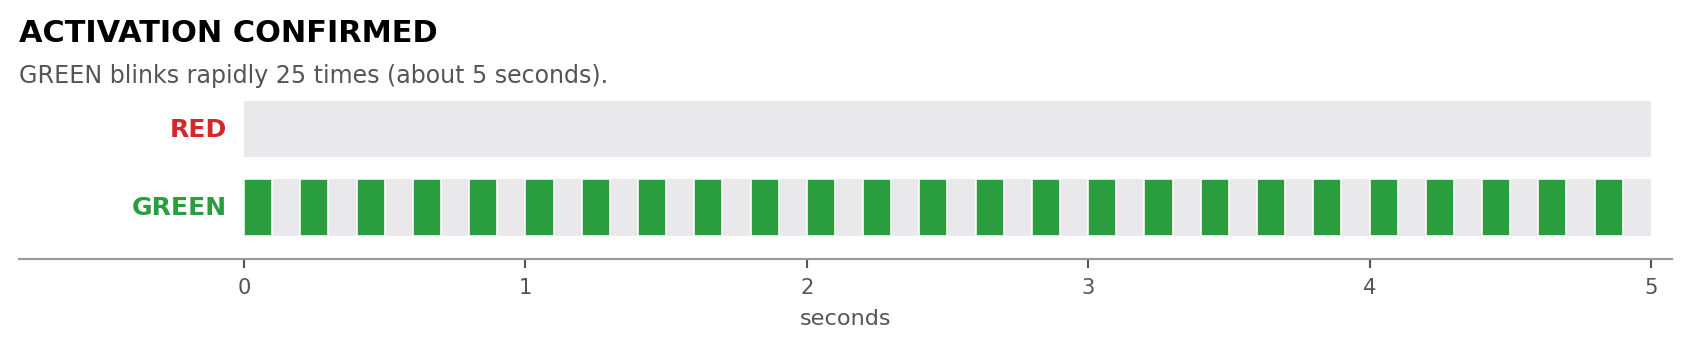 ACTIVATION CONFIRMED
GREEN blinks rapidly 25 times (about 5 seconds).
RED
GREEN
0 1 2 3 4 5
seconds